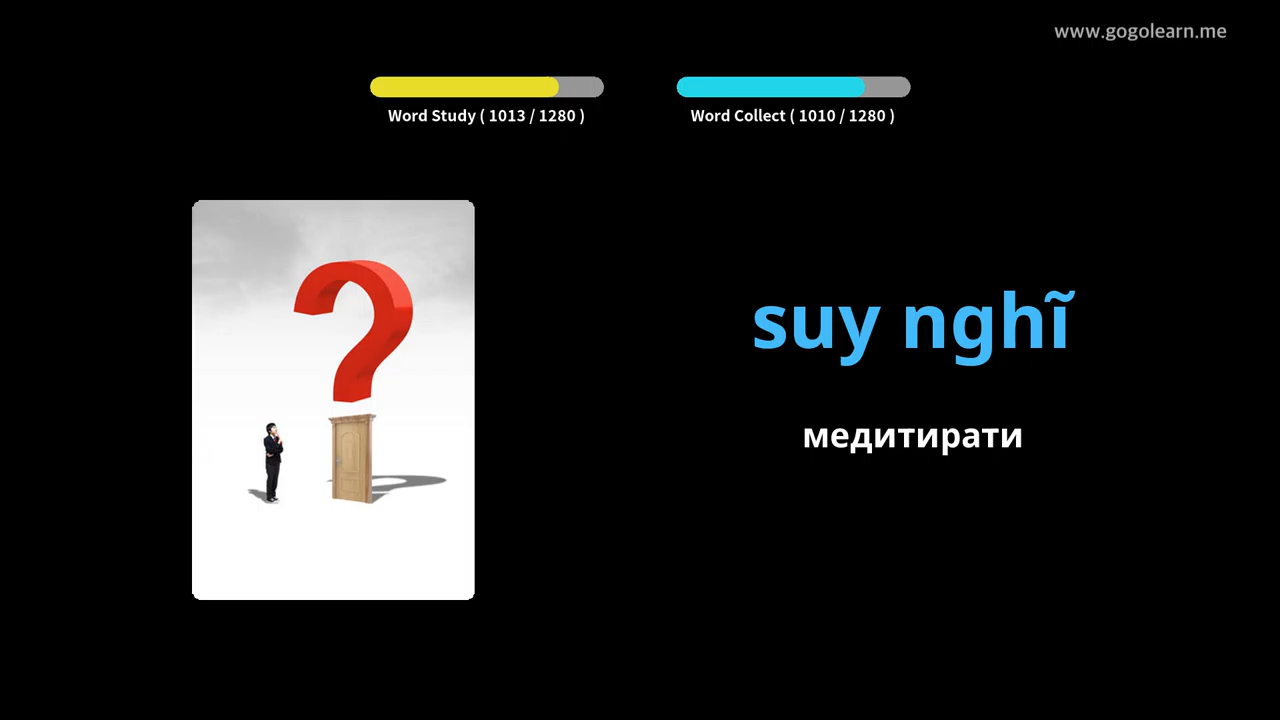 www.gogolearn.me
Word Study ( 1013 / 1280 )
Word Collect ( 1010 / 1280 )
suy nghĩ
медитирати